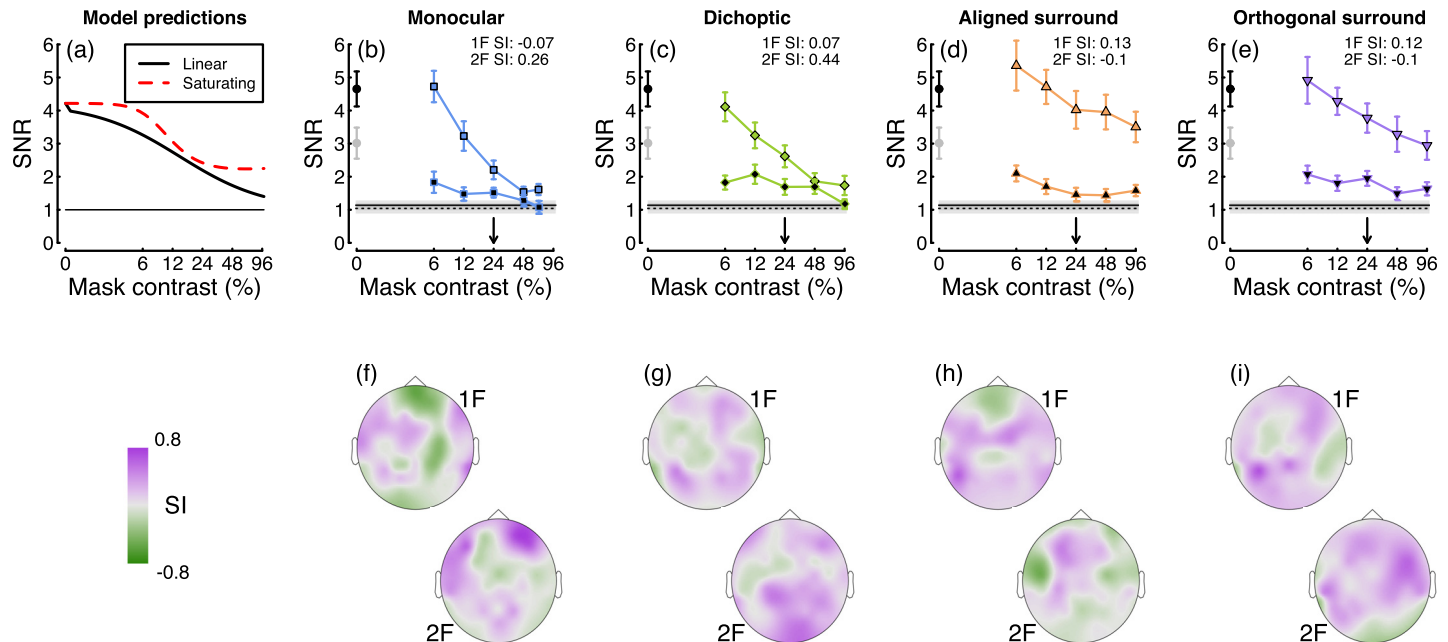 Model predictions
Monocular
Dichoptic
Aligned surround
Orthogonal surround
(a)
Linear
Saturating
SNR
6
5
4
3
2
1
0
0 6 12 24 48 96
Mask contrast (%)
(b)
1F SI: -0.07
2F SI: 0.26
SNR
6
5
4
3
2
1
0
0 6 12 24 48 96
Mask contrast (%)
(c)
1F SI: 0.07
2F SI: 0.44
SNR
6
5
4
3
2
1
0
0 6 12 24 48 96
Mask contrast (%)
(d)
1F SI: 0.13
2F SI: -0.1
SNR
6
5
4
3
2
1
0
0 6 12 24 48 96
Mask contrast (%)
(e)
1F SI: 0.12
2F SI: -0.1
SNR
6
5
4
3
2
1
0
0 6 12 24 48 96
Mask contrast (%)
0.8
SI
-0.8
(f)
1F
2F
(g)
1F
2F
(h)
1F
2F
(i)
1F
2F